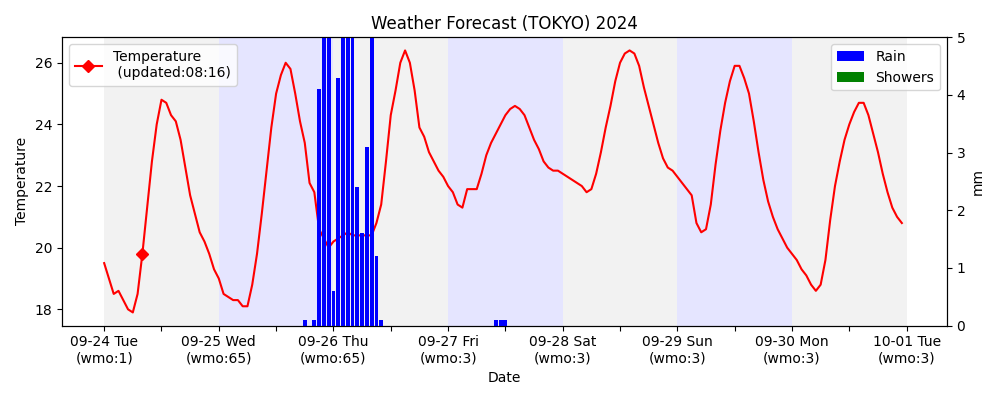 Weather Forecast (TOKYO) 2024
Temperature
(updated:08:16)
Rain
Showers
Temperature
26
24
22
20
18
5
4
3
2
1
0
mm
09-24 Tue
(wmo:1)
09-25 Wed
(wmo:65)
09-26 Thu
(wmo:65)
09-27 Fri
(wmo:3)
09-28 Sat
(wmo:3)
09-29 Sun
(wmo:3)
09-30 Mon
(wmo:3)
10-01 Tue
(wmo:3)
Date